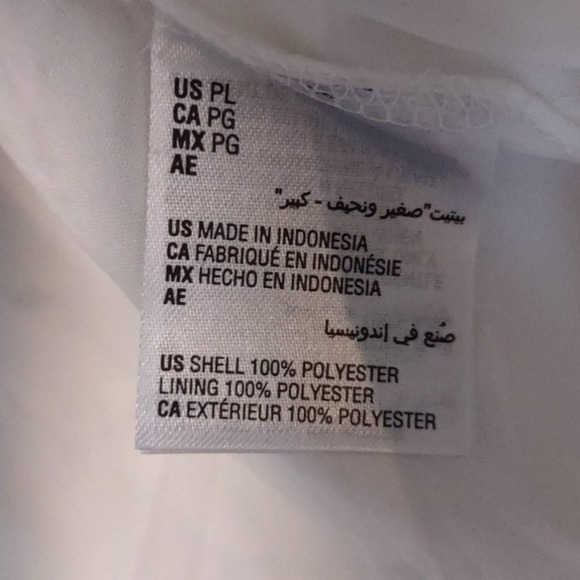 US PL
CA PG
MX PG
AE
بيتيت"صغير ونحيف - كبير"
US MADE IN INDONESIA
CA FABRIQUÉ EN INDONÉSIE
MX HECHO EN INDONESIA
AE
صُنع في إندونيسيا
US SHELL 100% POLYESTER
LINING 100% POLYESTER
CA EXTÉRIEUR 100% POLYESTER